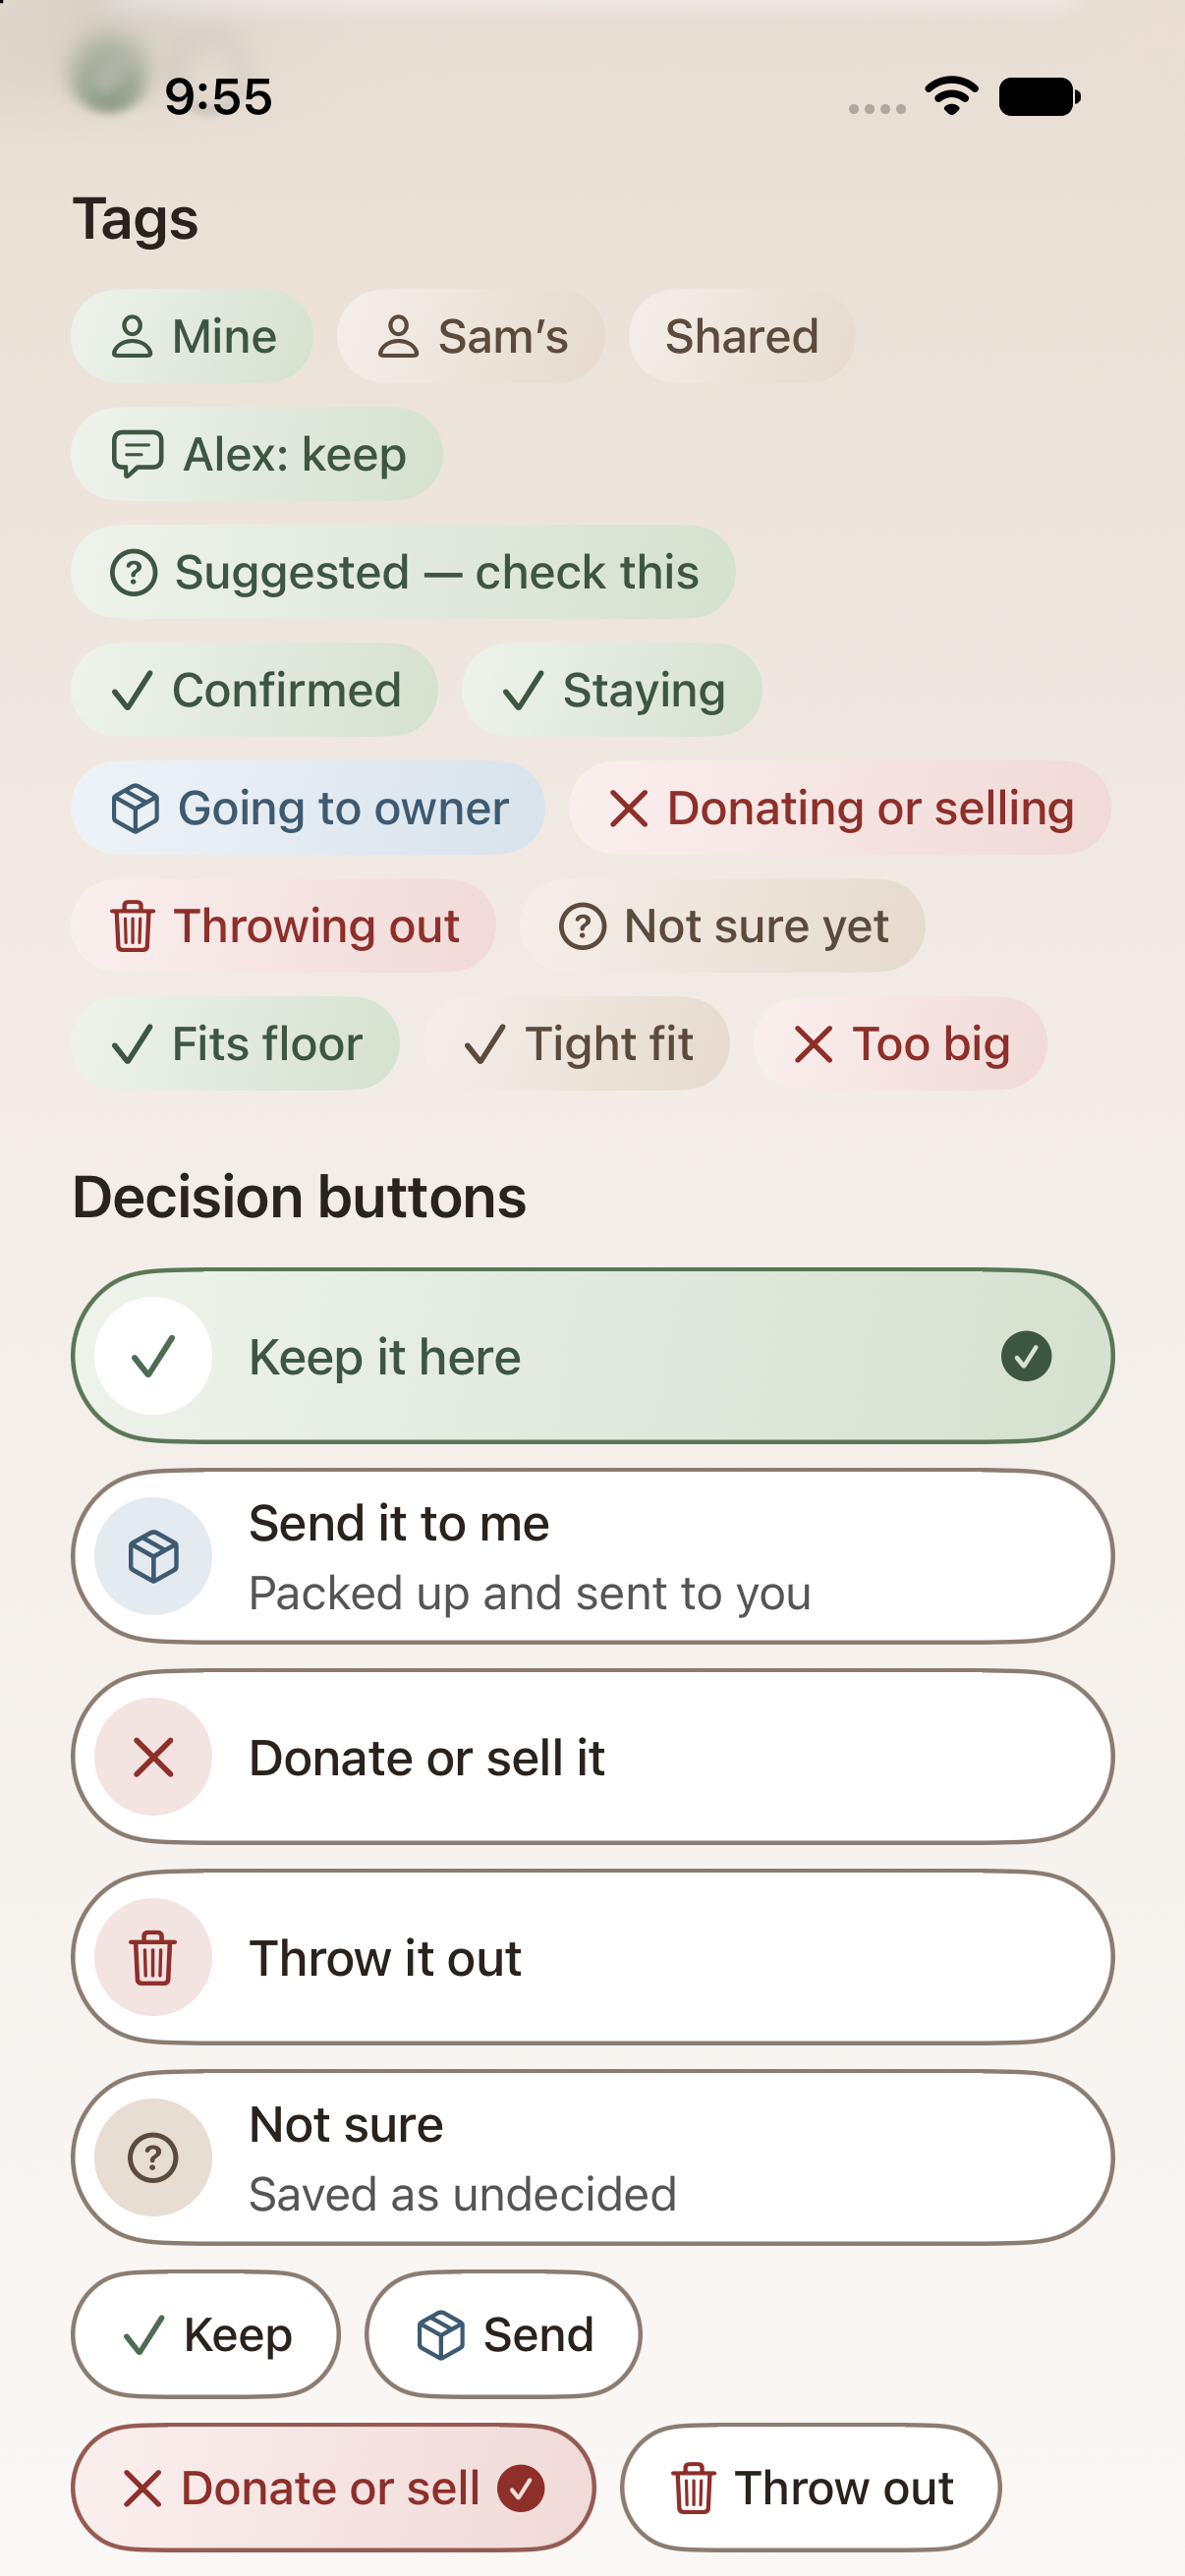 9:55
Tags
Mine Sam’s Shared
Alex: keep
Suggested — check this
Confirmed Staying
Going to owner Donating or selling
Throwing out Not sure yet
Fits floor Tight fit Too big
Decision buttons
Keep it here
Send it to me
Packed up and sent to you
Donate or sell it
Throw it out
Not sure
Saved as undecided
Keep Send
Donate or sell Throw out